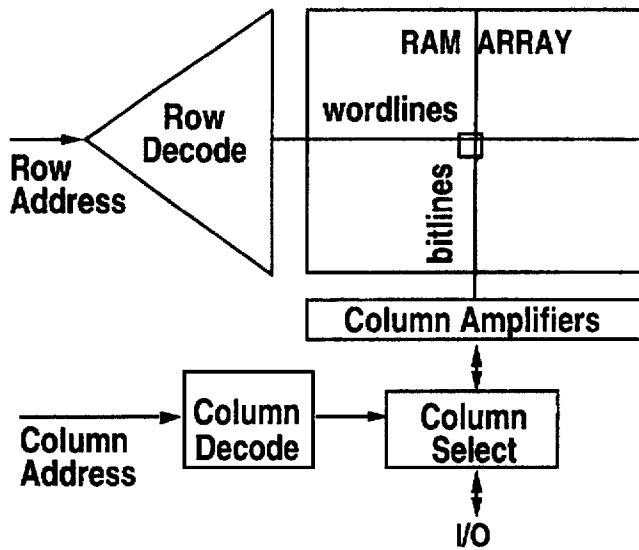 RAM ARRAY
Row
Decode
wordlines
Row
Address
bitlines
Column Amplifiers
Column
Decode
Column
Select
Column
Address
I/O